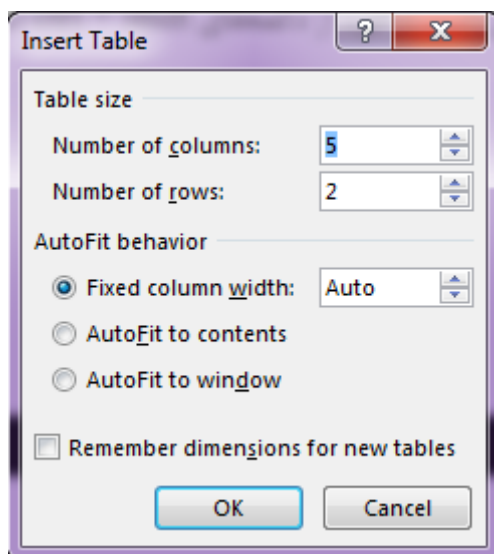 Insert Table
Table size
Number of columns: 5
Number of rows: 2
AutoFit behavior
Fixed column width: Auto
AutoFit to contents
AutoFit to window
Remember dimensions for new tables
OK Cancel